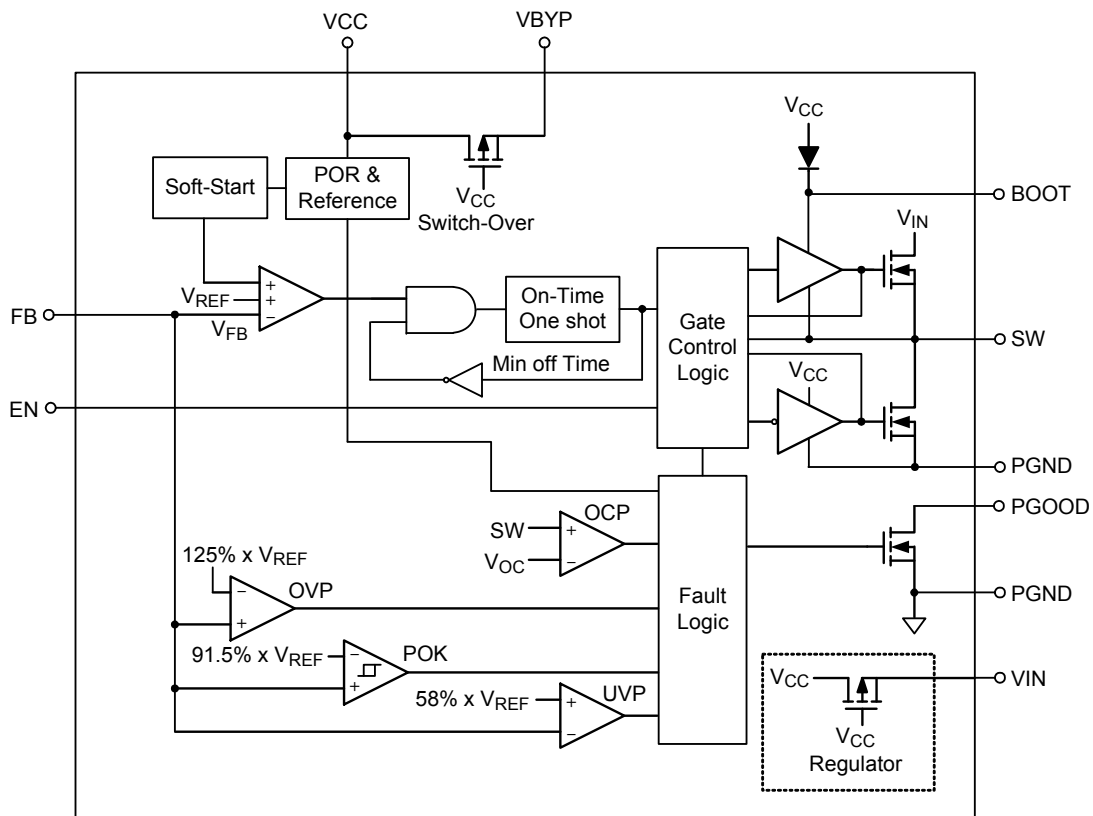 VCC
VBYP
Soft-Start
POR &
Reference
VCC
Switch-Over
VCC
BOOT
VIN
FB
VREF
VFB
+
+
−
On-Time
One shot
Min off Time
Gate
Control
Logic
SW
VCC
EN
PGND
PGOOD
SW
VOC
+
−
OCP
125% x VREF
−
+
OVP
Fault
Logic
PGND
91.5% x VREF
−
+
POK
58% x VREF
+
−
UVP
VCC
VIN
VCC
Regulator